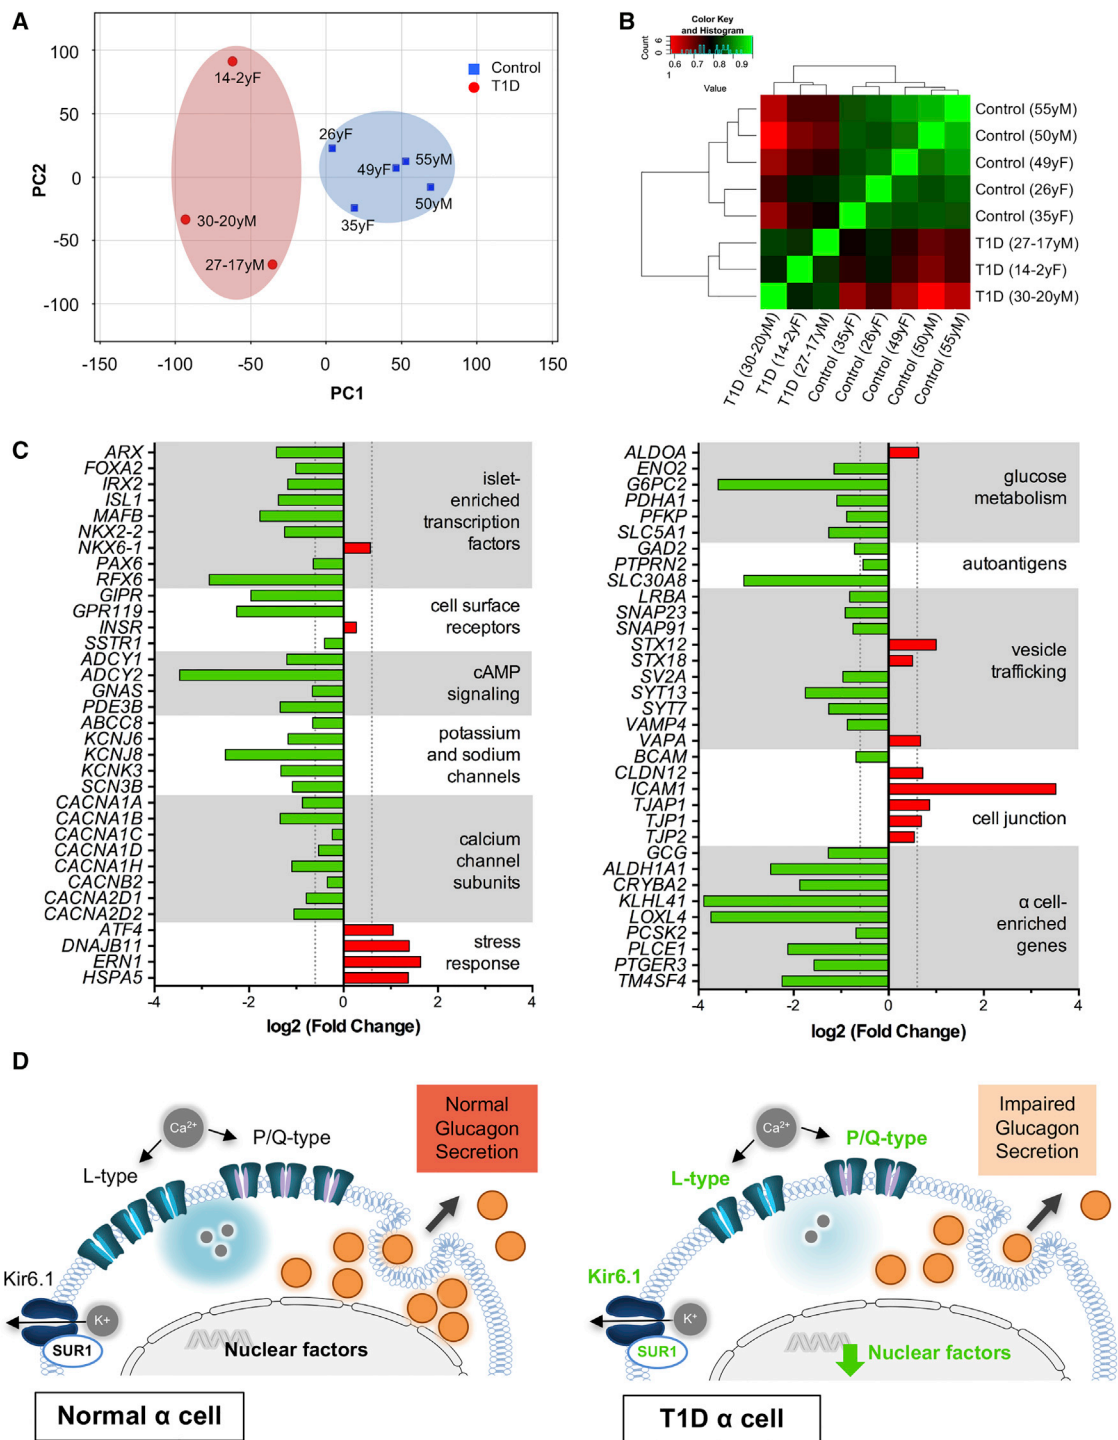 A
PC2
100
50
0
-50
-100
-150
-100
-50
0
50
100
150
PC1
Control
T1D
14-2yF
30-20yM
27-17yM
26yF
49yF
55yM
50yM
35yF
B
Color Key
and Histogram
Count
0 6
0.6 0.7 0.8 0.9
1
Value
Control (55yM)
Control (50yM)
Control (49yF)
Control (26yF)
Control (35yF)
T1D (27-17yM)
T1D (14-2yF)
T1D (30-20yM)
T1D (30-20yM)
T1D (14-2yF)
T1D (27-17yM)
Control (35yF)
Control (26yF)
Control (49yF)
Control (50yM)
Control (55yM)
C
ARX
FOXA2
IRX2
ISL1
MAFB
NKX2-2
NKX6-1
PAX6
RFX6
GIPR
GPR119
INSR
SSTR1
ADCY1
ADCY2
GNAS
PDE3B
ABCC8
KCNJ6
KCNJ8
KCNK3
SCN3B
CACNA1A
CACNA1B
CACNA1C
CACNA1D
CACNA1H
CACNB2
CACNA2D1
CACNA2D2
ATF4
DNAJB11
ERN1
HSPA5
islet-
enriched
transcription
factors
cell surface
receptors
cAMP
signaling
potassium
and sodium
channels
calcium
channel
subunits
stress
response
-4 -2 0 2 4
log2 (Fold Change)
ALDOA
ENO2
G6PC2
PDHA1
PFKP
SLC5A1
GAD2
PTPRN2
SLC30A8
LRBA
SNAP23
SNAP91
STX12
STX18
SV2A
SYT13
SYT7
VAMP4
VAPA
BCAM
CLDN12
ICAM1
TJAP1
TJP1
TJP2
GCG
ALDH1A1
CRYBA2
KLHL41
LOXL4
PCSK2
PLCE1
PTGER3
TM4SF4
glucose
metabolism
autoantigens
vesicle
trafficking
cell junction
α cell-
enriched
genes
-4 -2 0 2 4
log2 (Fold Change)
D
Ca2+
L-type
P/Q-type
Normal
Glucagon
Secretion
Kir6.1
K+
SUR1
Nuclear factors
Normal α cell
Ca2+
L-type
P/Q-type
Impaired
Glucagon
Secretion
Kir6.1
K+
SUR1
Nuclear factors
T1D α cell